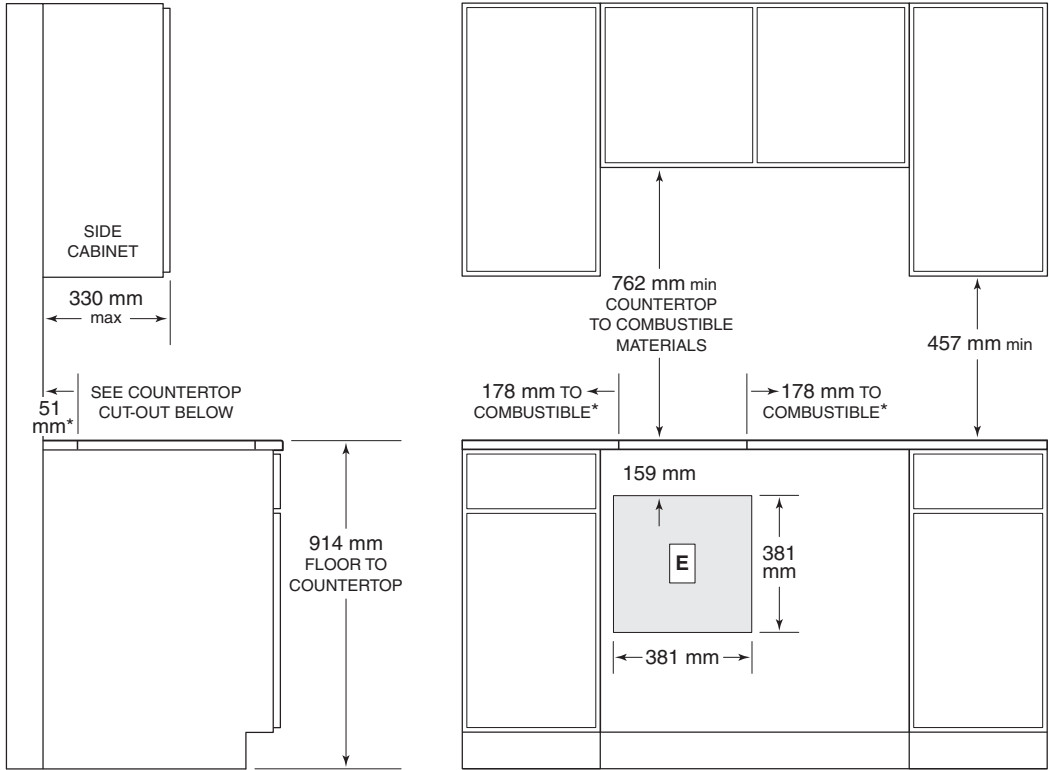 SIDE
CABINET
330 mm
max
51
mm*
SEE COUNTERTOP
CUT-OUT BELOW
914 mm
FLOOR TO
COUNTERTOP
762 mm min
COUNTERTOP
TO COMBUSTIBLE
MATERIALS
457 mm min
178 mm TO
COMBUSTIBLE*
178 mm TO
COMBUSTIBLE*
159 mm
E
381
mm
381 mm